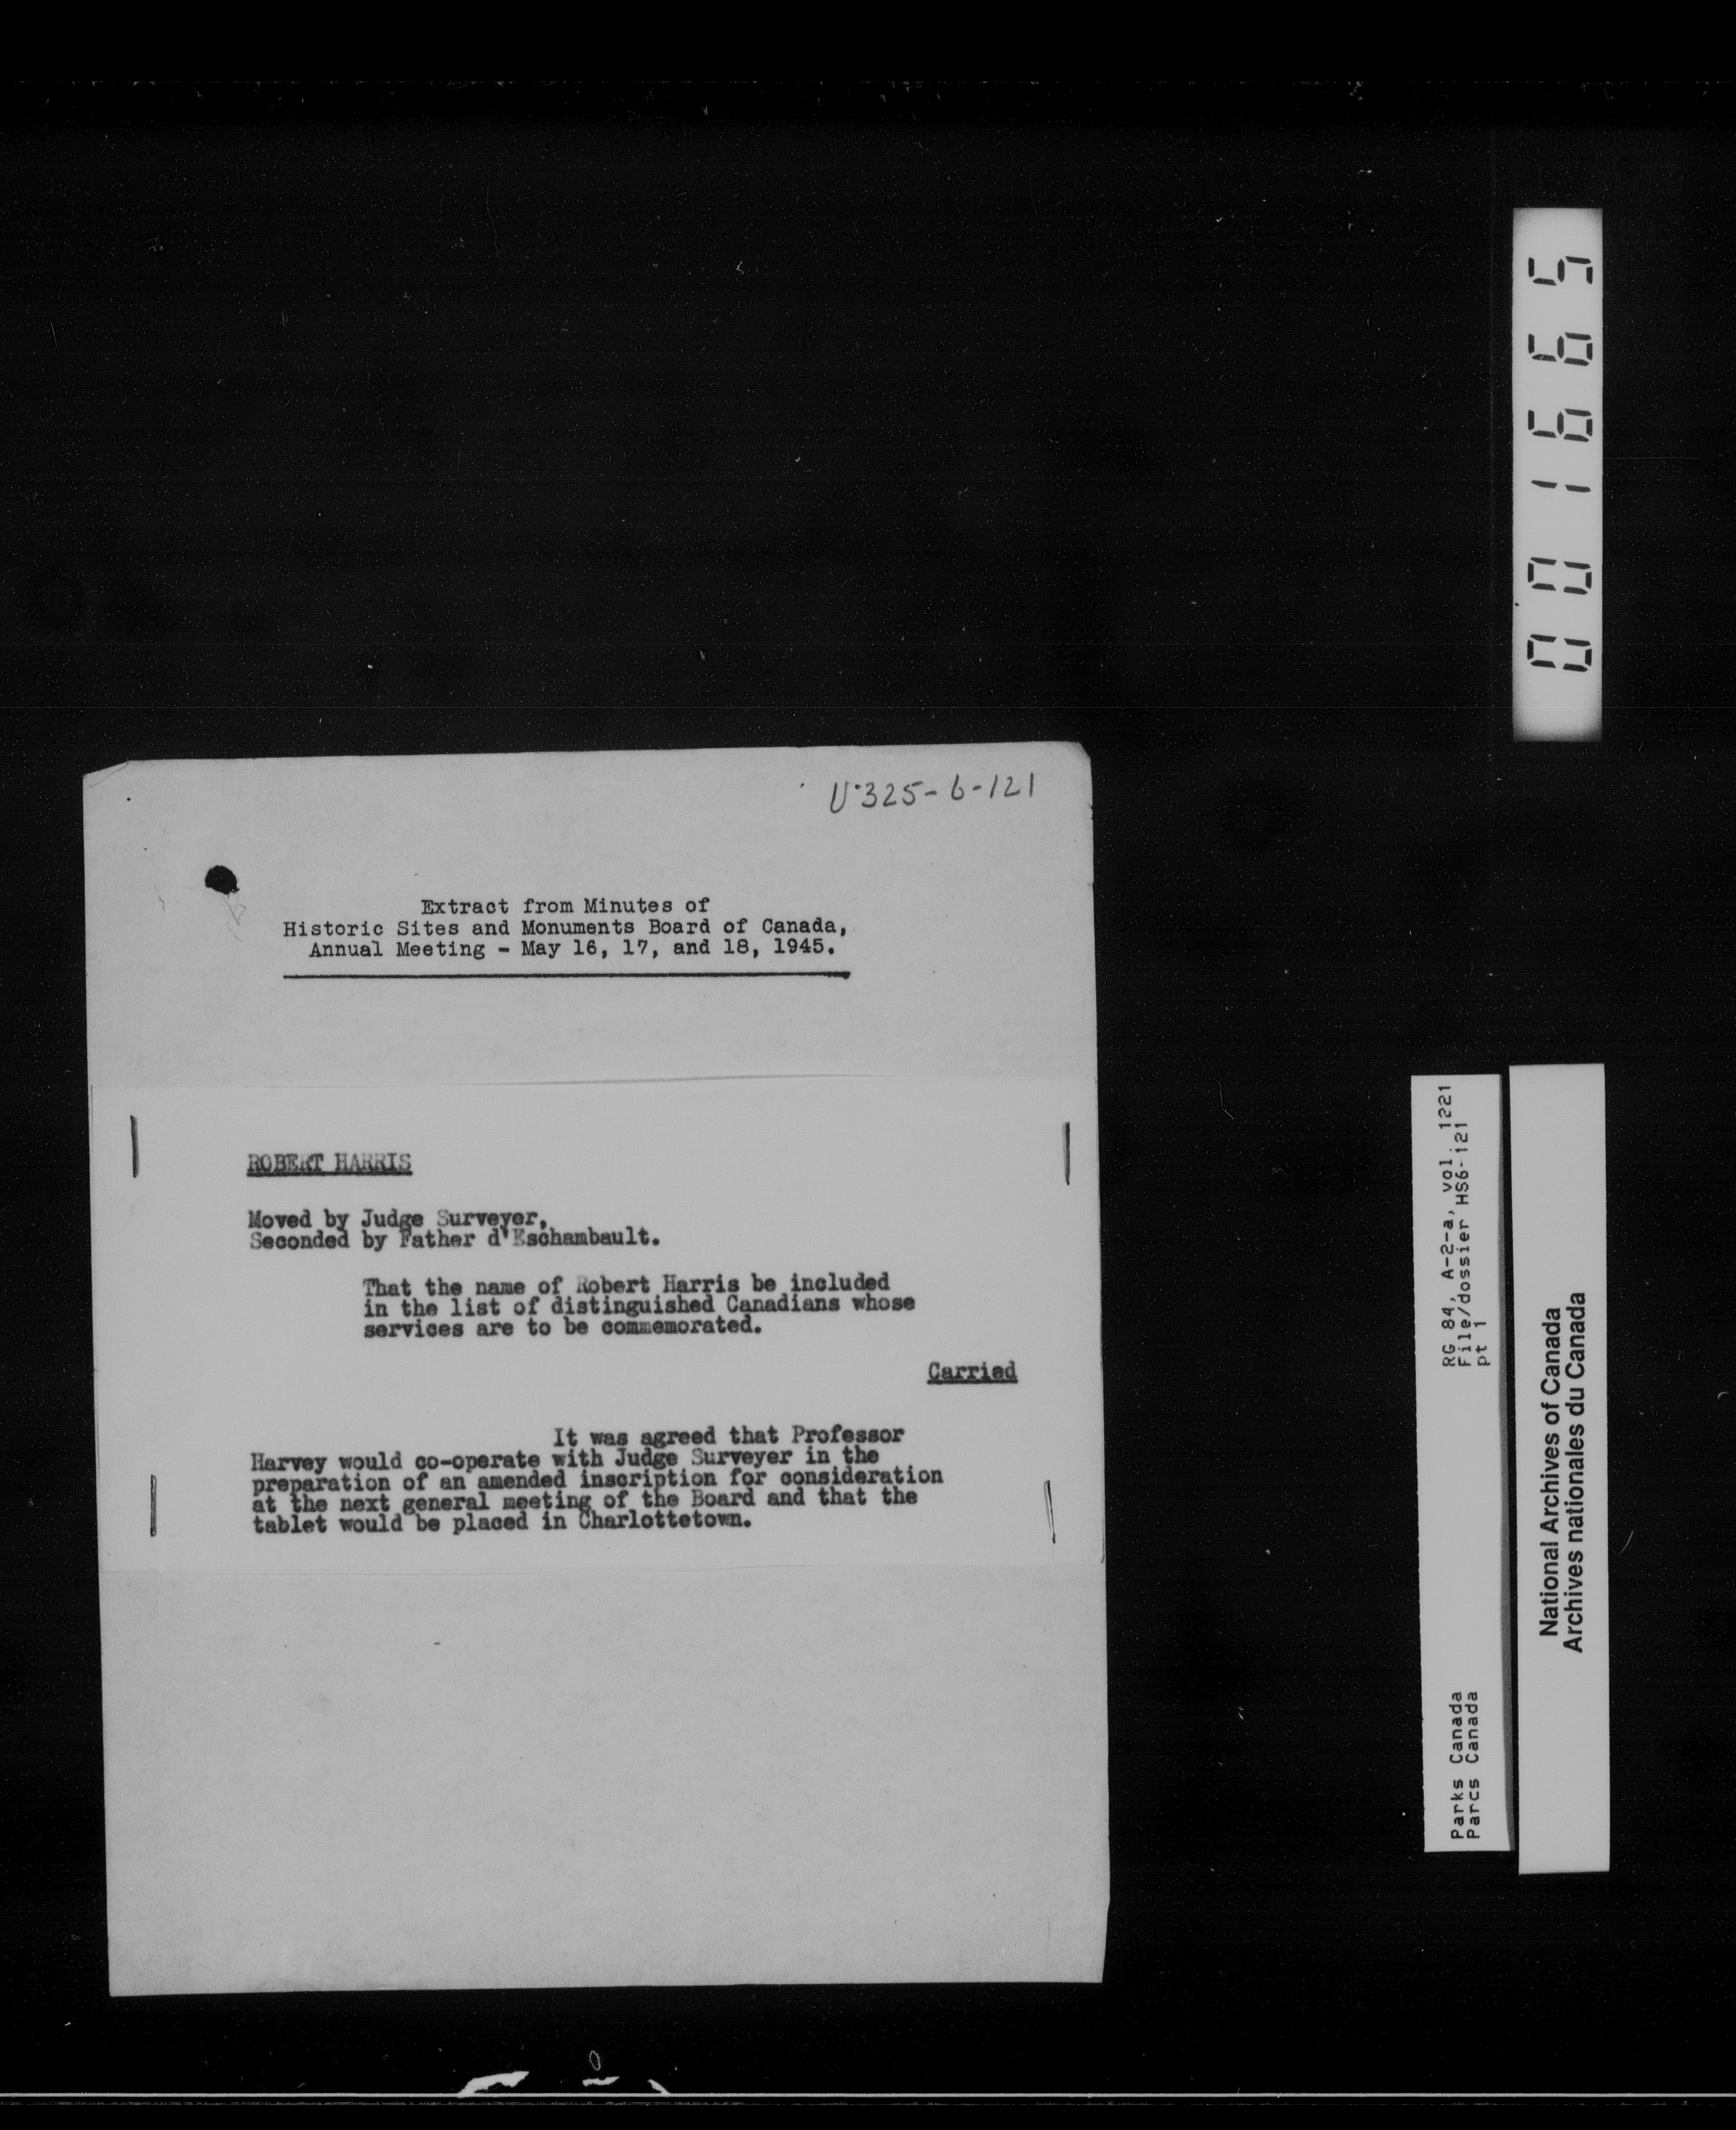 U·325-6-121
Extract from Minutes of
Historic Sites and Monuments Board of Canada,
Annual Meeting - May 16, 17, and 18, 1945.
ROBERT HARRIS
Moved by Judge Surveyer,
Seconded by Father d'Eschambault.
That the name of Robert Harris be included
in the list of distinguished Canadians whose
services are to be commemorated.
Carried
It was agreed that Professor
Harvey would co-operate with Judge Surveyer in the
preparation of an amended inscription for consideration
at the next general meeting of the Board and that the
tablet would be placed in Charlottetown.
001665
RG 84, A-2-a, vol. 1221
File/dossier HS6-121
pt 1
Parks Canada
Parcs Canada
National Archives of Canada
Archives nationales du Canada